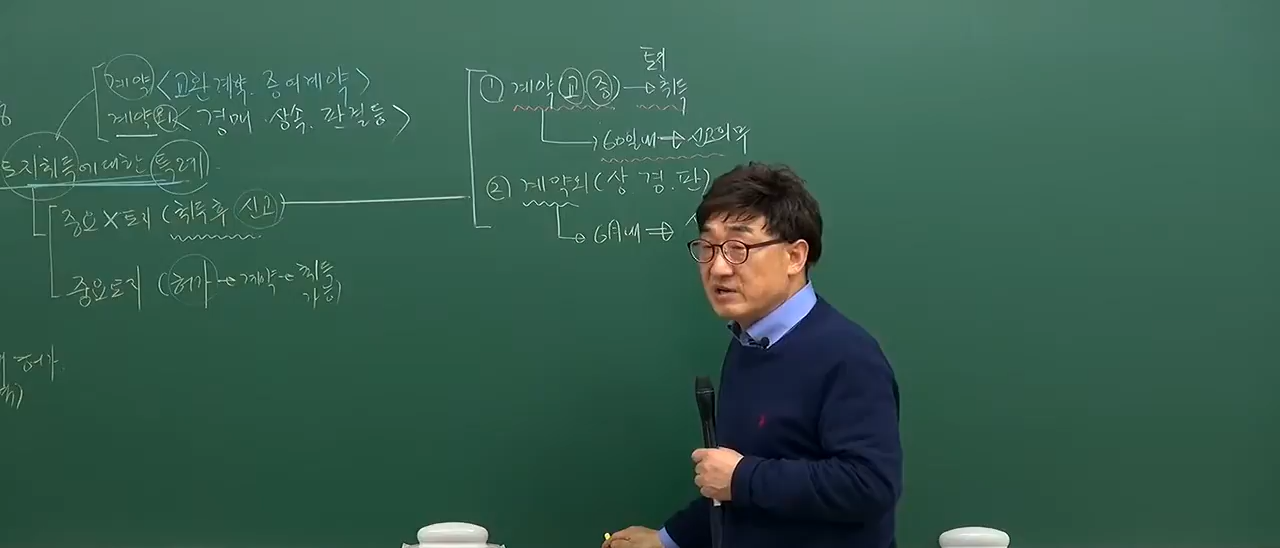 계약 < 교환계약. 증여계약 >
계약외 < 경매. 상속. 판결등 >
토지취득에 대한 특례
중요X토지 (취득후 신고)
중요토지 (허가 → 계약 → 취득
가능)
허가
토지
① 계약(교 증) → 취득
60일내 ⇒ 신고의무
② 계약외(상.경.판)
6月내 ⇒